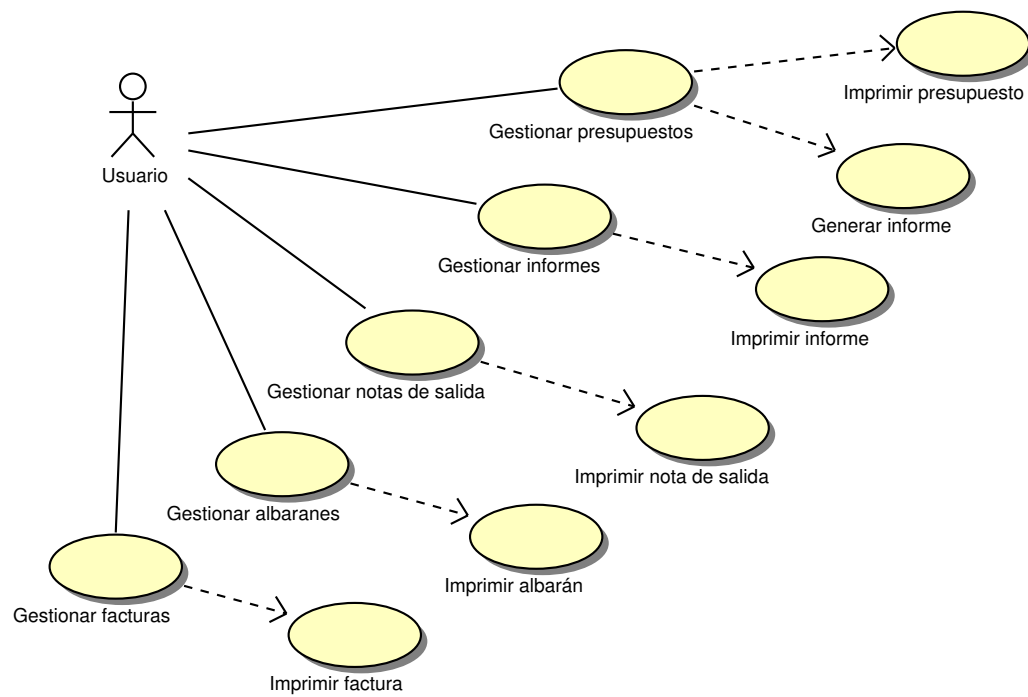 Imprimir presupuesto
Gestionar presupuestos
Usuario
Generar informe
Gestionar informes
Imprimir informe
Gestionar notas de salida
Imprimir nota de salida
Gestionar albaranes
Imprimir albarán
Gestionar facturas
Imprimir factura